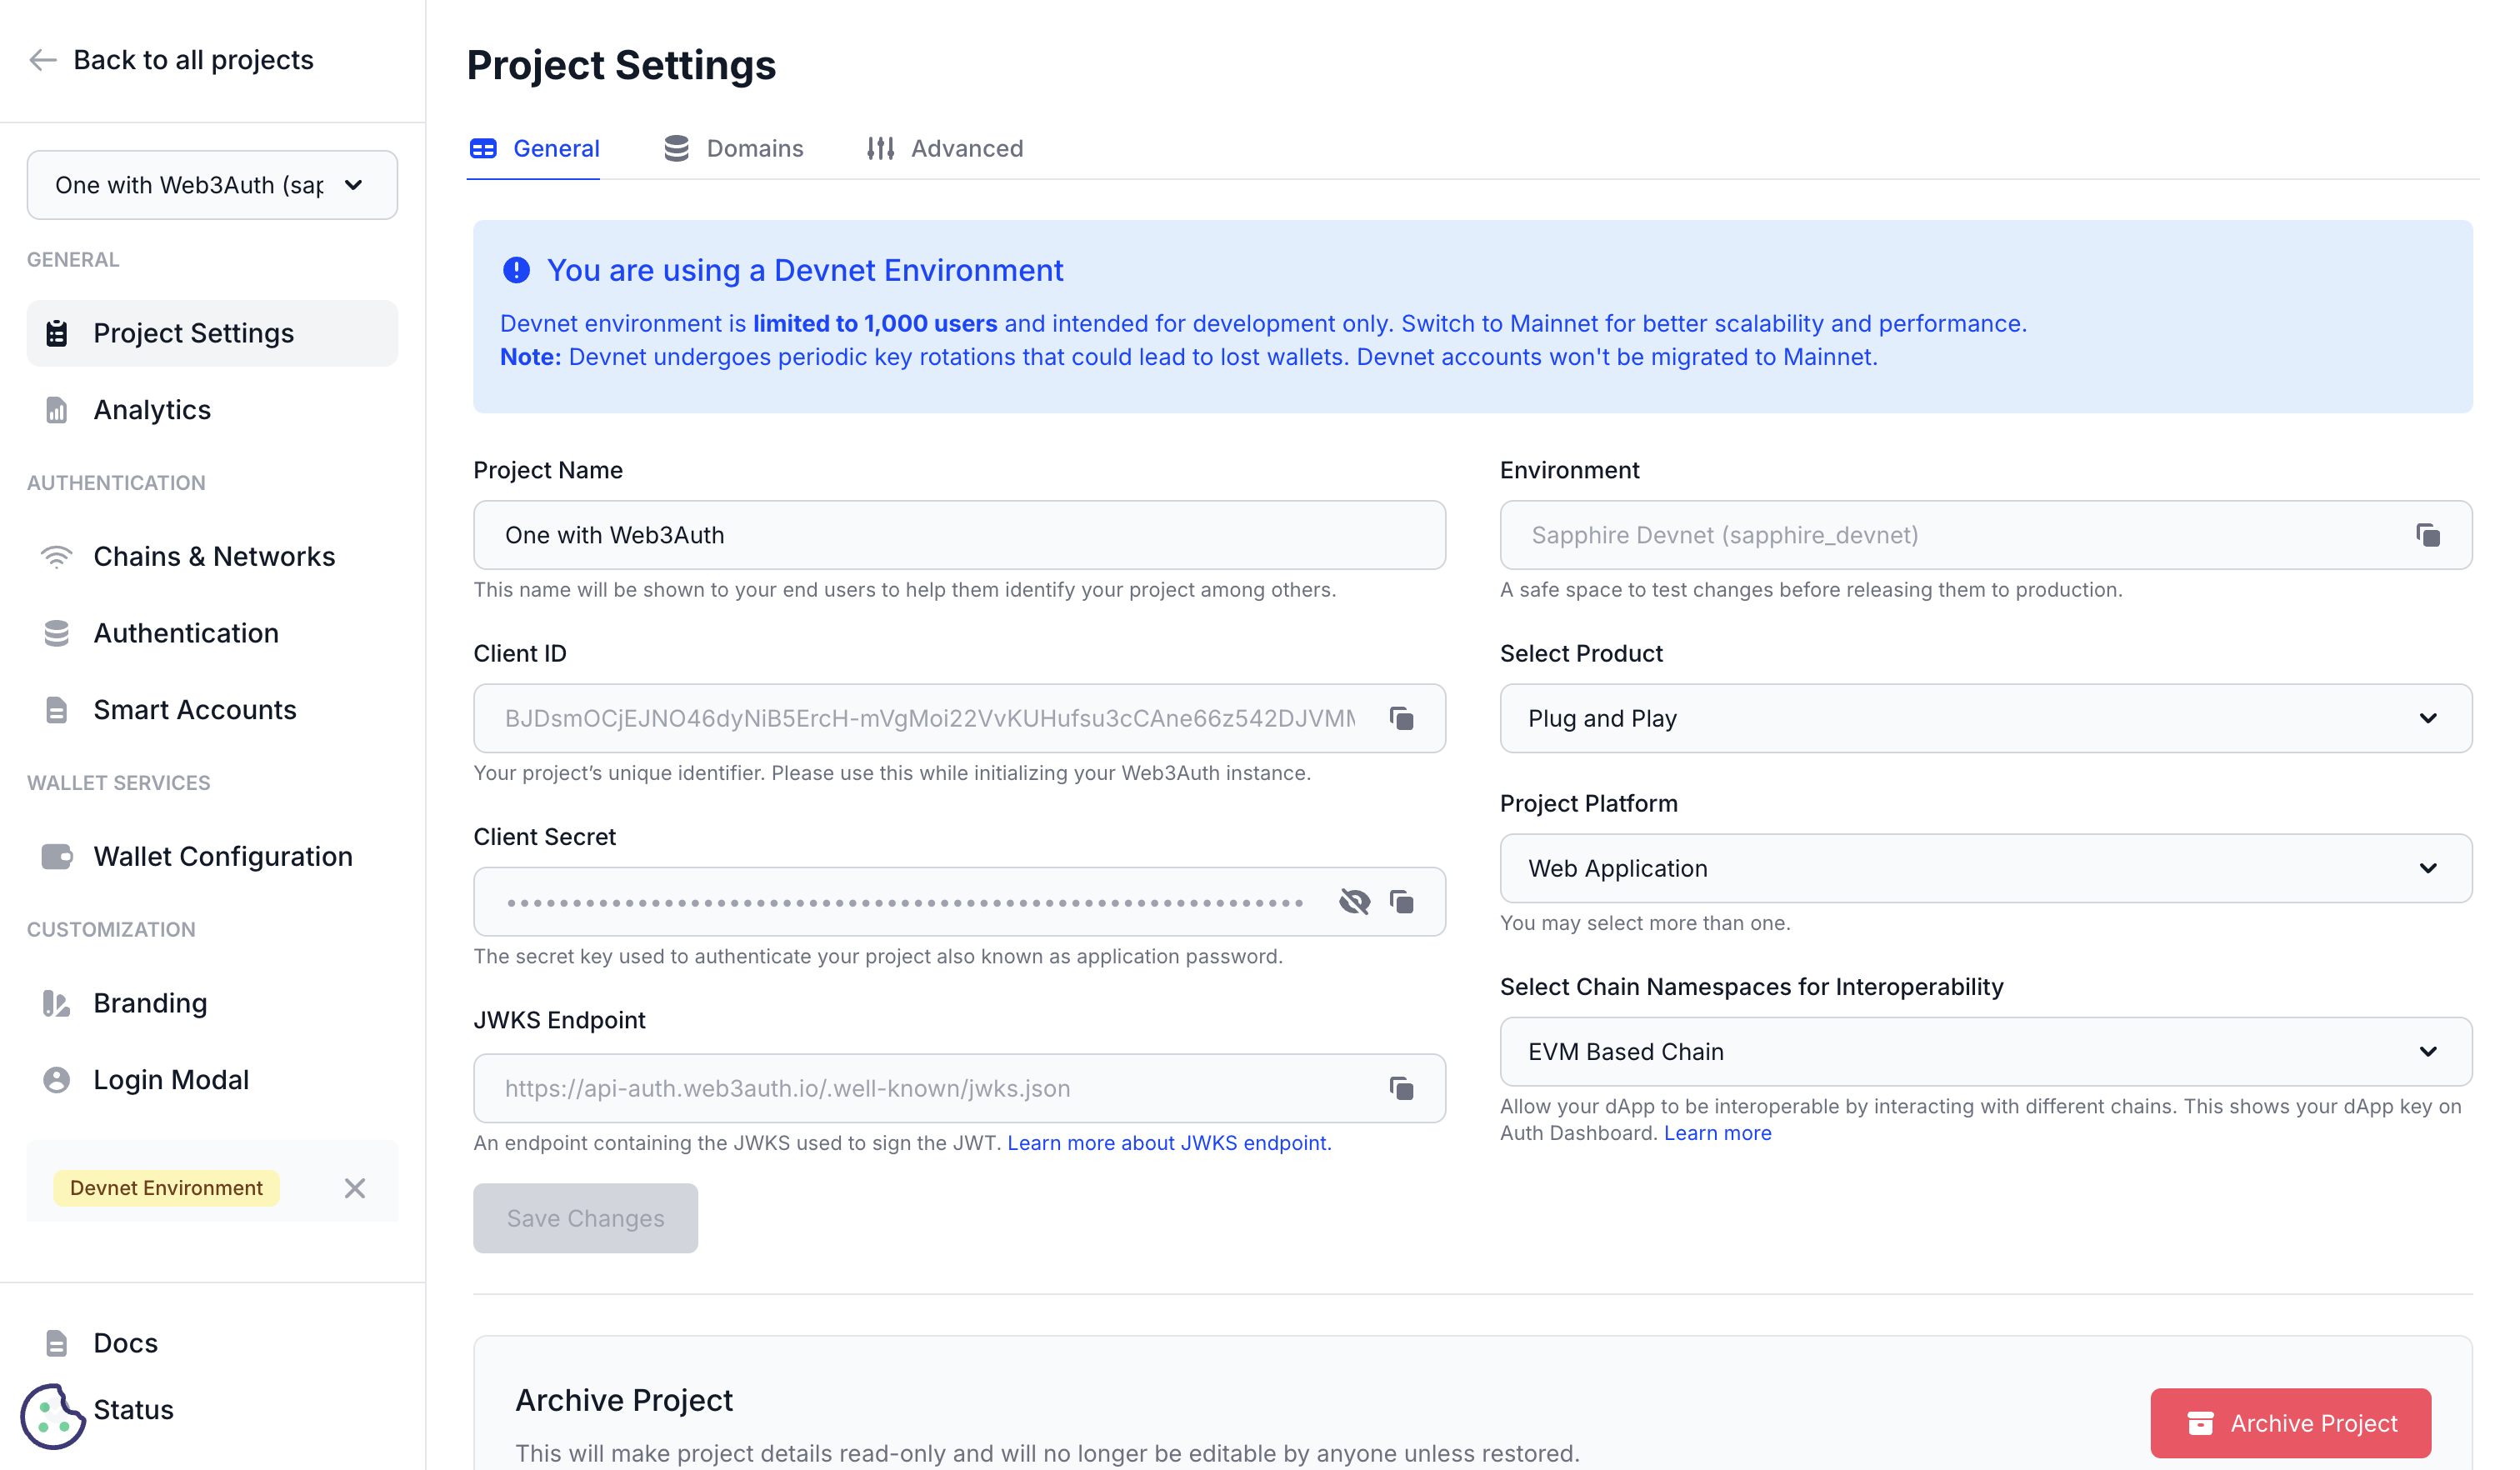 Back to all projects
One with Web3Auth (sap
GENERAL
Project Settings
Analytics
AUTHENTICATION
Chains & Networks
Authentication
Smart Accounts
WALLET SERVICES
Wallet Configuration
CUSTOMIZATION
Branding
Login Modal
Devnet Environment
Docs
Status
Project Settings
General
Domains
Advanced
You are using a Devnet Environment
Devnet environment is limited to 1,000 users and intended for development only. Switch to Mainnet for better scalability and performance.
Note: Devnet undergoes periodic key rotations that could lead to lost wallets. Devnet accounts won't be migrated to Mainnet.
Project Name
One with Web3Auth
This name will be shown to your end users to help them identify your project among others.
Client ID
BJDsmOCjEJNO46dyNiB5ErcH-mVgMoi22VvKUHufsu3cCAne66z542DJVMM
Your project’s unique identifier. Please use this while initializing your Web3Auth instance.
Client Secret
The secret key used to authenticate your project also known as application password.
JWKS Endpoint
https://api-auth.web3auth.io/.well-known/jwks.json
An endpoint containing the JWKS used to sign the JWT. Learn more about JWKS endpoint.
Save Changes
Environment
Sapphire Devnet (sapphire_devnet)
A safe space to test changes before releasing them to production.
Select Product
Plug and Play
Project Platform
Web Application
You may select more than one.
Select Chain Namespaces for Interoperability
EVM Based Chain
Allow your dApp to be interoperable by interacting with different chains. This shows your dApp key on
Auth Dashboard. Learn more
Archive Project
This will make project details read-only and will no longer be editable by anyone unless restored.
Archive Project